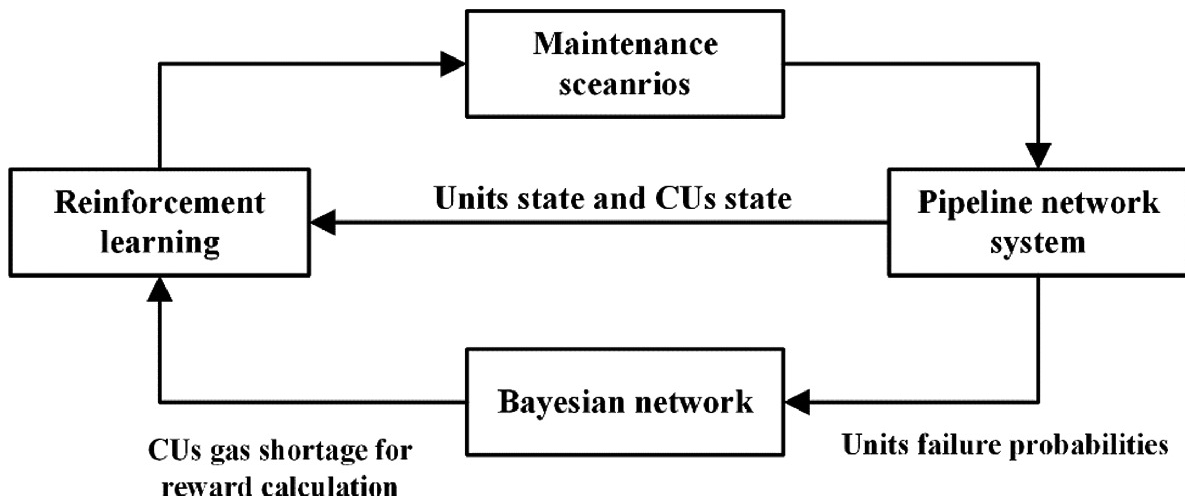 Maintenance
sceanrios
Reinforcement
learning
Units state and CUs state
Pipeline network
system
Bayesian network
CUs gas shortage for
reward calculation
Units failure probabilities